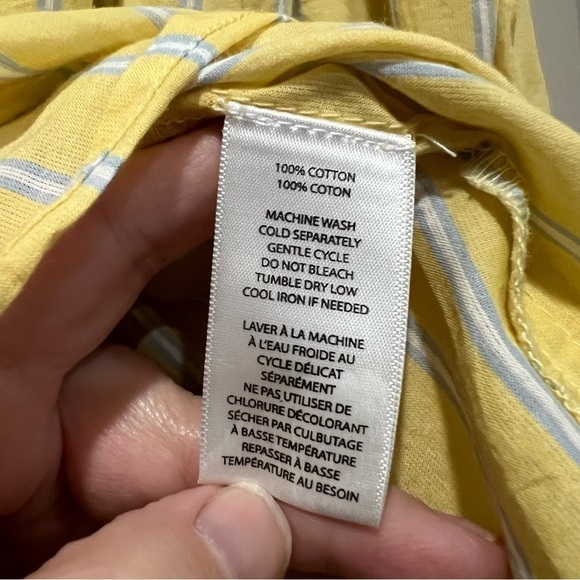 100% COTTON
100% COTON
MACHINE WASH
COLD SEPARATELY
GENTLE CYCLE
DO NOT BLEACH
TUMBLE DRY LOW
COOL IRON IF NEEDED
LAVER À LA MACHINE
À L'EAU FROIDE AU
CYCLE DÉLICAT
SÉPARÉMENT
NE PAS UTILISER DE
CHLORURE DÉCOLORANT
SÉCHER PAR CULBUTAGE
À BASSE TEMPÉRATURE
REPASSER À BASSE
TEMPÉRATURE AU BESOIN